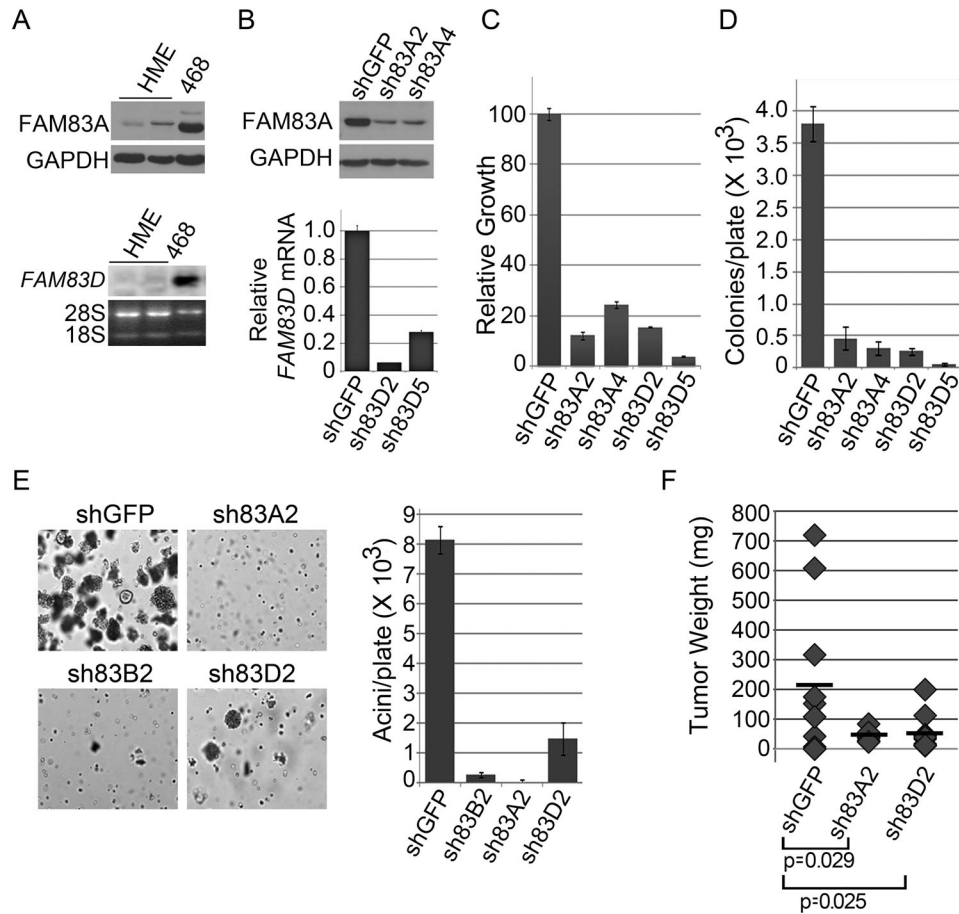 A
HME
468
FAM83A
GAPDH
HME
468
FAM83D
28S
18S
B
shGFP
sh83A2
sh83A4
FAM83A
GAPDH
Relative
FAM83D mRNA
1.0
0.8
0.6
0.4
0.2
0
shGFP
sh83D2
sh83D5
C
Relative Growth
100
80
60
40
20
0
shGFP
sh83A2
sh83A4
sh83D2
sh83D5
D
Colonies/plate (X 10³)
4.0
3.5
3.0
2.5
2.0
1.5
1.0
0.5
0
shGFP
sh83A2
sh83A4
sh83D2
sh83D5
E
shGFP
sh83A2
sh83B2
sh83D2
Acini/plate (X 10³)
9
8
7
6
5
4
3
2
1
0
shGFP
sh83B2
sh83A2
sh83D2
F
Tumor Weight (mg)
800
700
600
500
400
300
200
100
0
shGFP
sh83A2
sh83D2
p=0.029
p=0.025